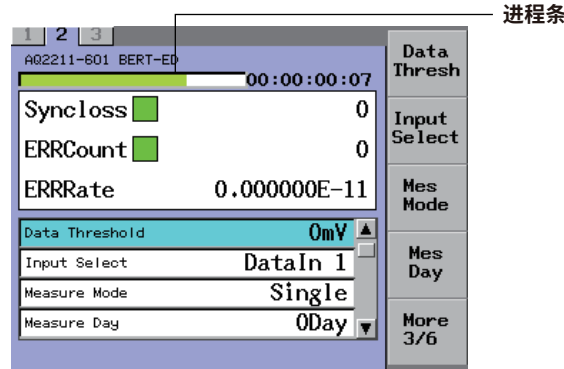 进程条
1 2 3
AQ2211-601 BERT-ED
00:00:00:07
Syncloss 0
ERRCount 0
ERRRate 0.000000E-11
Data Threshold 0mV
Input Select DataIn 1
Measure Mode Single
Measure Day 0Day
Data
Thresh
Input
Select
Mes
Mode
Mes
Day
More
3/6